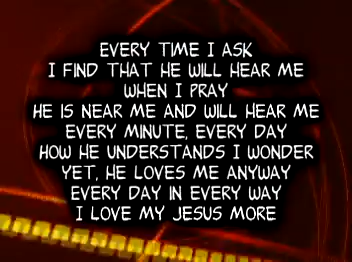 EVERY TIME I ASK
I FIND THAT HE WILL HEAR ME
WHEN I PRAY
HE IS NEAR ME AND WILL HEAR ME
EVERY MINUTE, EVERY DAY
HOW HE UNDERSTANDS I WONDER
YET, HE LOVES ME ANYWAY
EVERY DAY IN EVERY WAY
I LOVE MY JESUS MORE